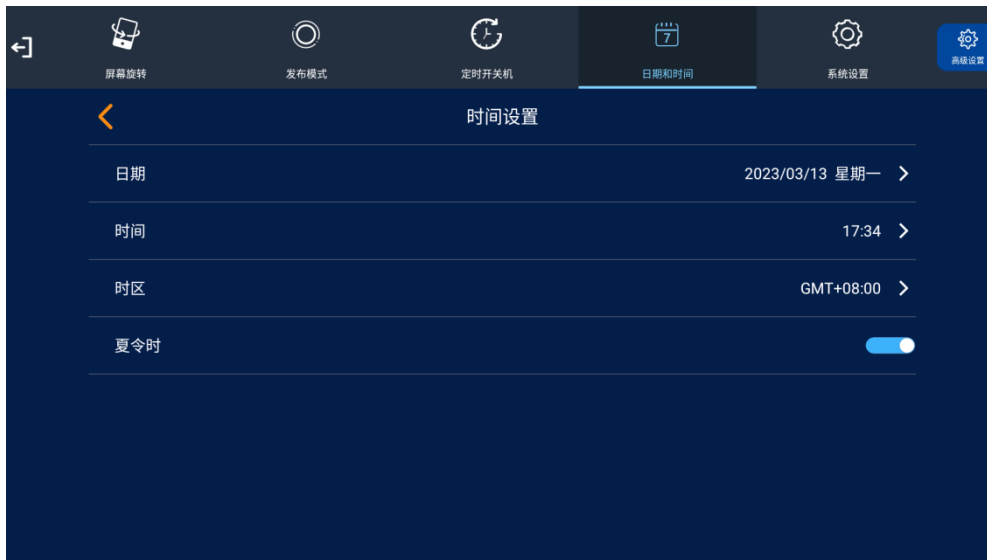 屏幕旋转
发布模式
定时开关机
7
日期和时间
系统设置
高级设置
时间设置
日期 2023/03/13 星期一
时间 17:34
时区 GMT+08:00
夏令时